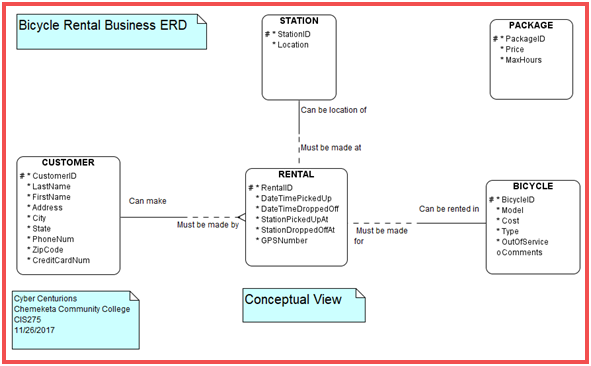 Bicycle Rental Business ERD
STATION
# * StationID
* Location
PACKAGE
# * PackageID
* Price
* MaxHours
Can be location of
Must be made at
CUSTOMER
# * CustomerID
* LastName
* FirstName
* Address
* City
* State
* PhoneNum
* ZipCode
* CreditCardNum
Can make
Must be made by
RENTAL
# * RentalID
* DateTimePickedUp
* DateTimeDroppedOff
* StationPickedUpAt
* StationDroppedOffAt
* GPSNumber
Can be rented in
Must be made
for
BICYCLE
# * BicycleID
* Model
* Cost
* Type
* OutOfService
o Comments
Cyber Centurions
Chemeketa Community College
CIS275
11/26/2017
Conceptual View